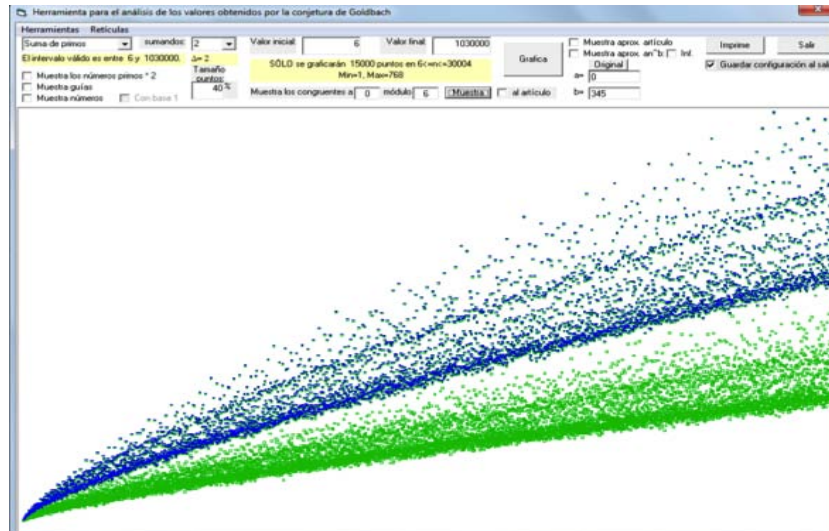 Herramienta para el análisis de los valores obtenidos por la conjetura de Goldbach
Herramientas Retículas
Suma de primos sumandos: 2 Valor inicial: 6 Valor final: 1030000
El intervalo válido es entre 6 y 1030000. Δ= 2
Muestra los números primos * 2
Muestra guías
Muestra números Con base 1
Tamaño
puntos:
40 %
SÓLO se graficarán 15000 puntos en 6<=n<=30004
Min=1, Max=768
Muestra los congruentes a 0 módulo 6 Muestra al artículo
Grafica
Muestra aprox. artículo
Muestra aprox. an^b. Inf.
Original
a= 0
b= 345
Imprime Salir
Guardar configuración al salir